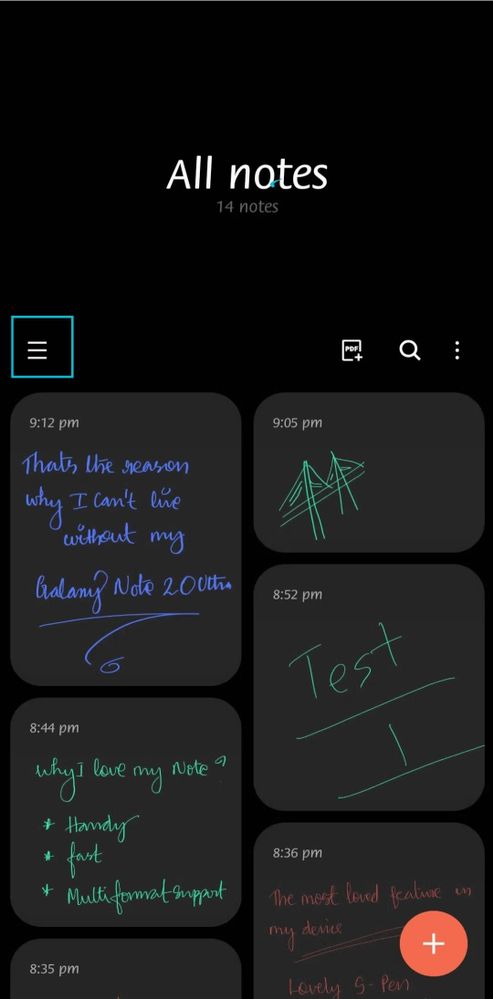 All notes
14 notes
PDF
9:12 pm
Thats the reason
why I can't live
without my
Galaxy Note 20 Ultra
9:05 pm
8:52 pm
Test
1
8:44 pm
Why I love my Note?
* Handy
* fast
* Multiformat support
8:36 pm
The most loved feature in
my device
Lovely S-Pen
8:35 pm